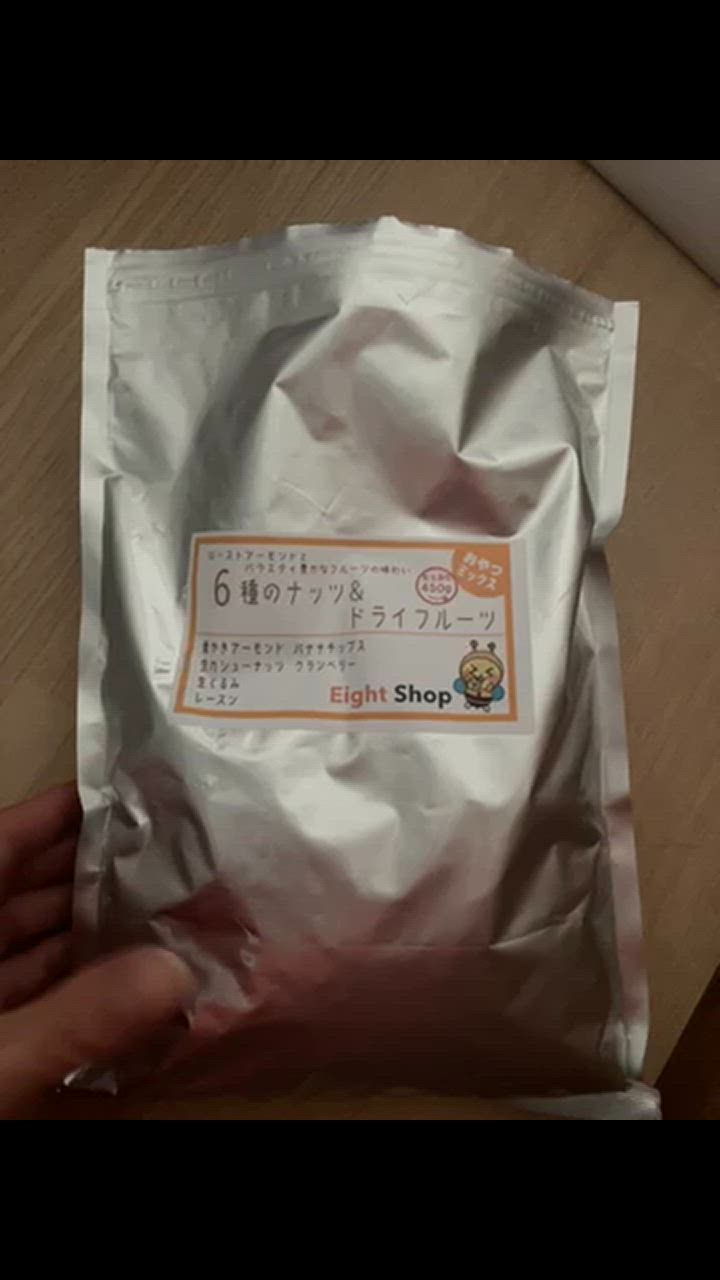 ローストアーモンドと
バラエティ豊かなフルーツの味わい
6種のナッツ&
ドライフルーツ
450g
おやつ
ミックス
素やきアーモンド バナナチップス
生カシューナッツ クランベリー
生くるみ
レーズン
Eight Shop